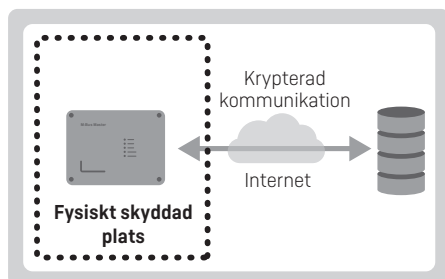 Krypterad
kommunikation
Internet
Fysiskt skyddad
plats